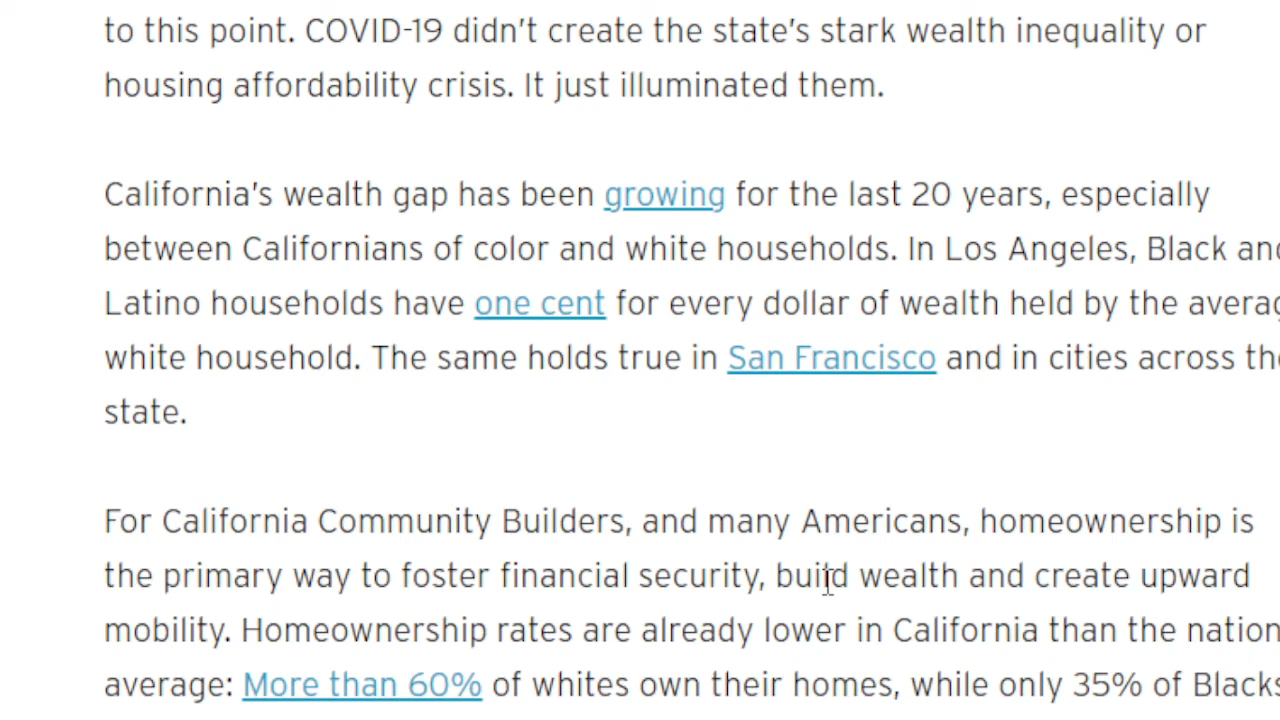 to this point. COVID-19 didn’t create the state’s stark wealth inequality or
housing affordability crisis. It just illuminated them.
California’s wealth gap has been growing for the last 20 years, especially
between Californians of color and white households. In Los Angeles, Black an
Latino households have one cent for every dollar of wealth held by the averag
white household. The same holds true in San Francisco and in cities across th
state.
For California Community Builders, and many Americans, homeownership is
the primary way to foster financial security, build wealth and create upward
mobility. Homeownership rates are already lower in California than the nation
average: More than 60% of whites own their homes, while only 35% of Blacks